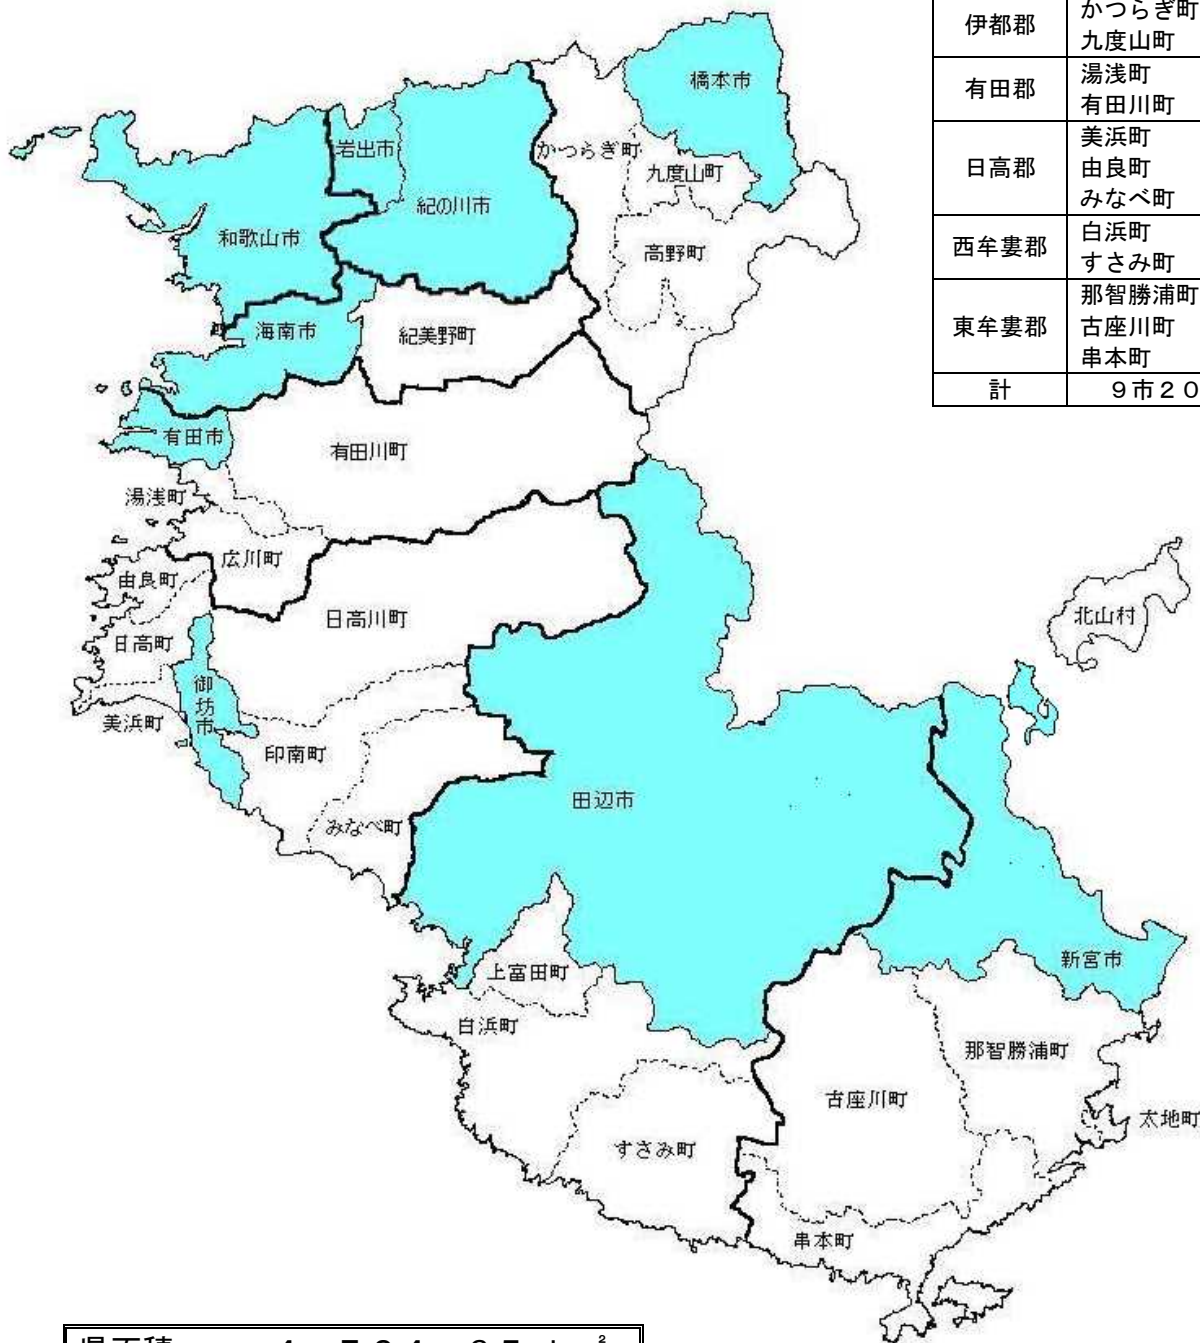 伊都郡
かつらぎ町
九度山町
有田郡
湯浅町
有田川町
日高郡
美浜町
由良町
みなべ町
西牟婁郡
白浜町
すさみ町
東牟婁郡
那智勝浦町
古座川町
串本町
計
9市20
橋本市
岩出市
かつらぎ町
九度山町
紀の川市
和歌山市
高野町
海南市
紀美野町
有田市
有田川町
湯浅町
広川町
由良町
北山村
日高川町
日高町
御坊市
美浜町
印南町
田辺市
みなべ町
新宮市
上富田町
白浜町
那智勝浦町
古座川町
太地町
すさみ町
串本町